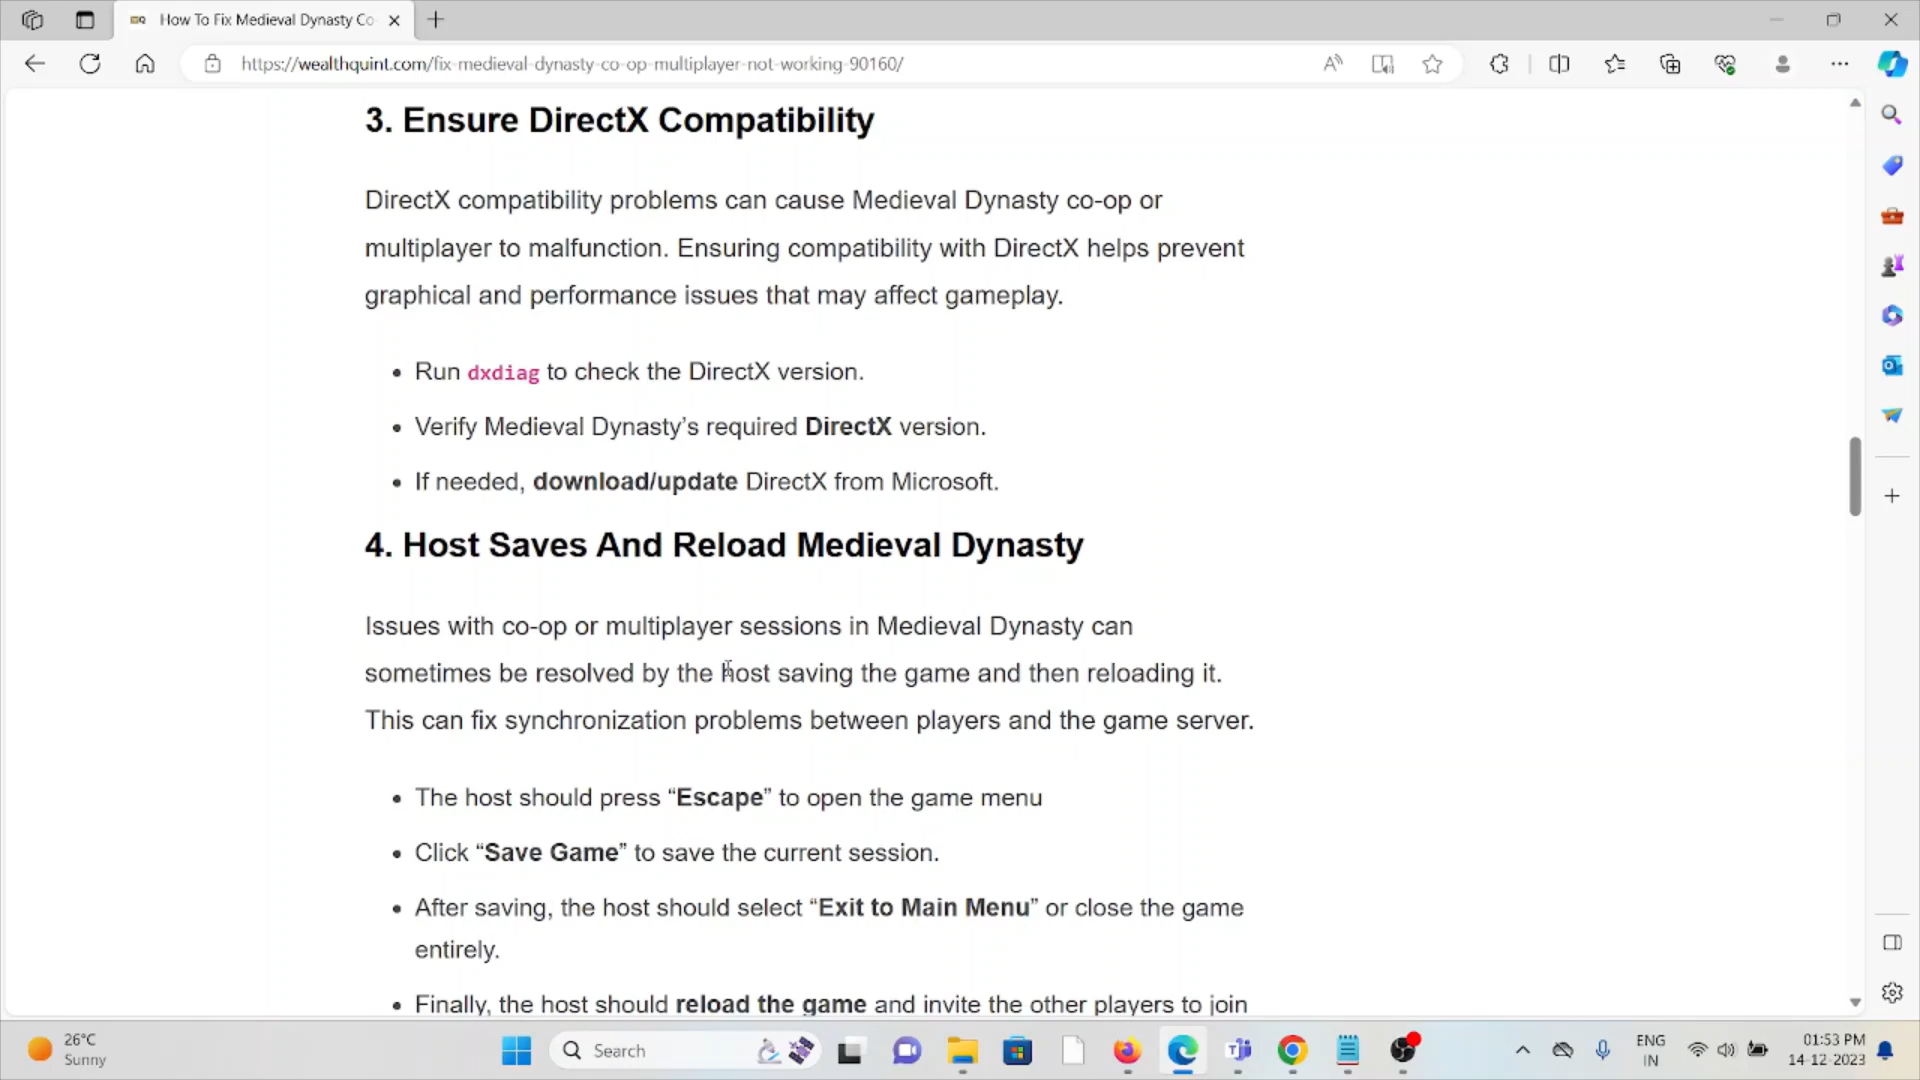 How To Fix Medieval Dynasty Co
https://wealthquint.com/fix-medieval-dynasty-co-op-multiplayer-not-working-90160/
3. Ensure DirectX Compatibility
DirectX compatibility problems can cause Medieval Dynasty co-op or
multiplayer to malfunction. Ensuring compatibility with DirectX helps prevent
graphical and performance issues that may affect gameplay.
• Run dxdiag to check the DirectX version.
• Verify Medieval Dynasty’s required DirectX version.
• If needed, download/update DirectX from Microsoft.
4. Host Saves And Reload Medieval Dynasty
Issues with co-op or multiplayer sessions in Medieval Dynasty can
sometimes be resolved by the host saving the game and then reloading it.
This can fix synchronization problems between players and the game server.
• The host should press “Escape” to open the game menu
• Click “Save Game” to save the current session.
• After saving, the host should select “Exit to Main Menu” or close the game
entirely.
• Finally, the host should reload the game and invite the other players to join
26°C
Sunny
Search
ENG
IN
01:53 PM
14-12-2023